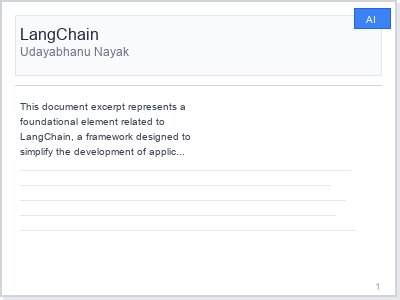 AI
LangChain
Udayabhanu Nayak
This document excerpt represents a
foundational element related to
LangChain, a framework designed to
simplify the development of applic...
1